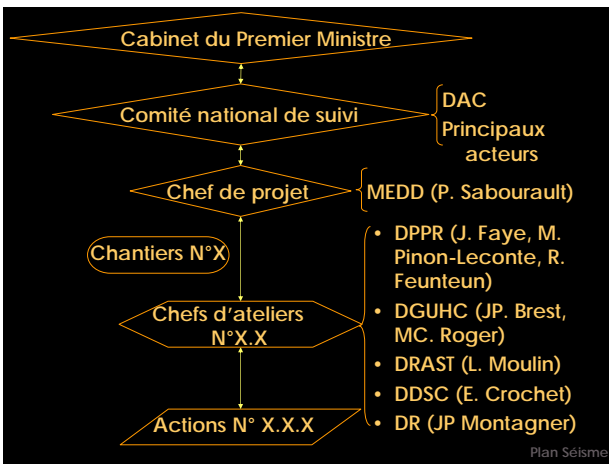 Cabinet du Premier Ministre
Comité national de suivi
DAC
Principaux
acteurs
Chef de projet
MEDD (P. Sabourault)
Chantiers N°X
• DPPR (J. Faye, M.
Pinon-Leconte, R.
Feunteun)
Chefs d'ateliers
N°X.X
• DGUHC (JP. Brest,
MC. Roger)
• DRAST (L. Moulin)
• DDSC (E. Crochet)
• DR (JP Montagner)
Actions N° X.X.X
Plan Séisme